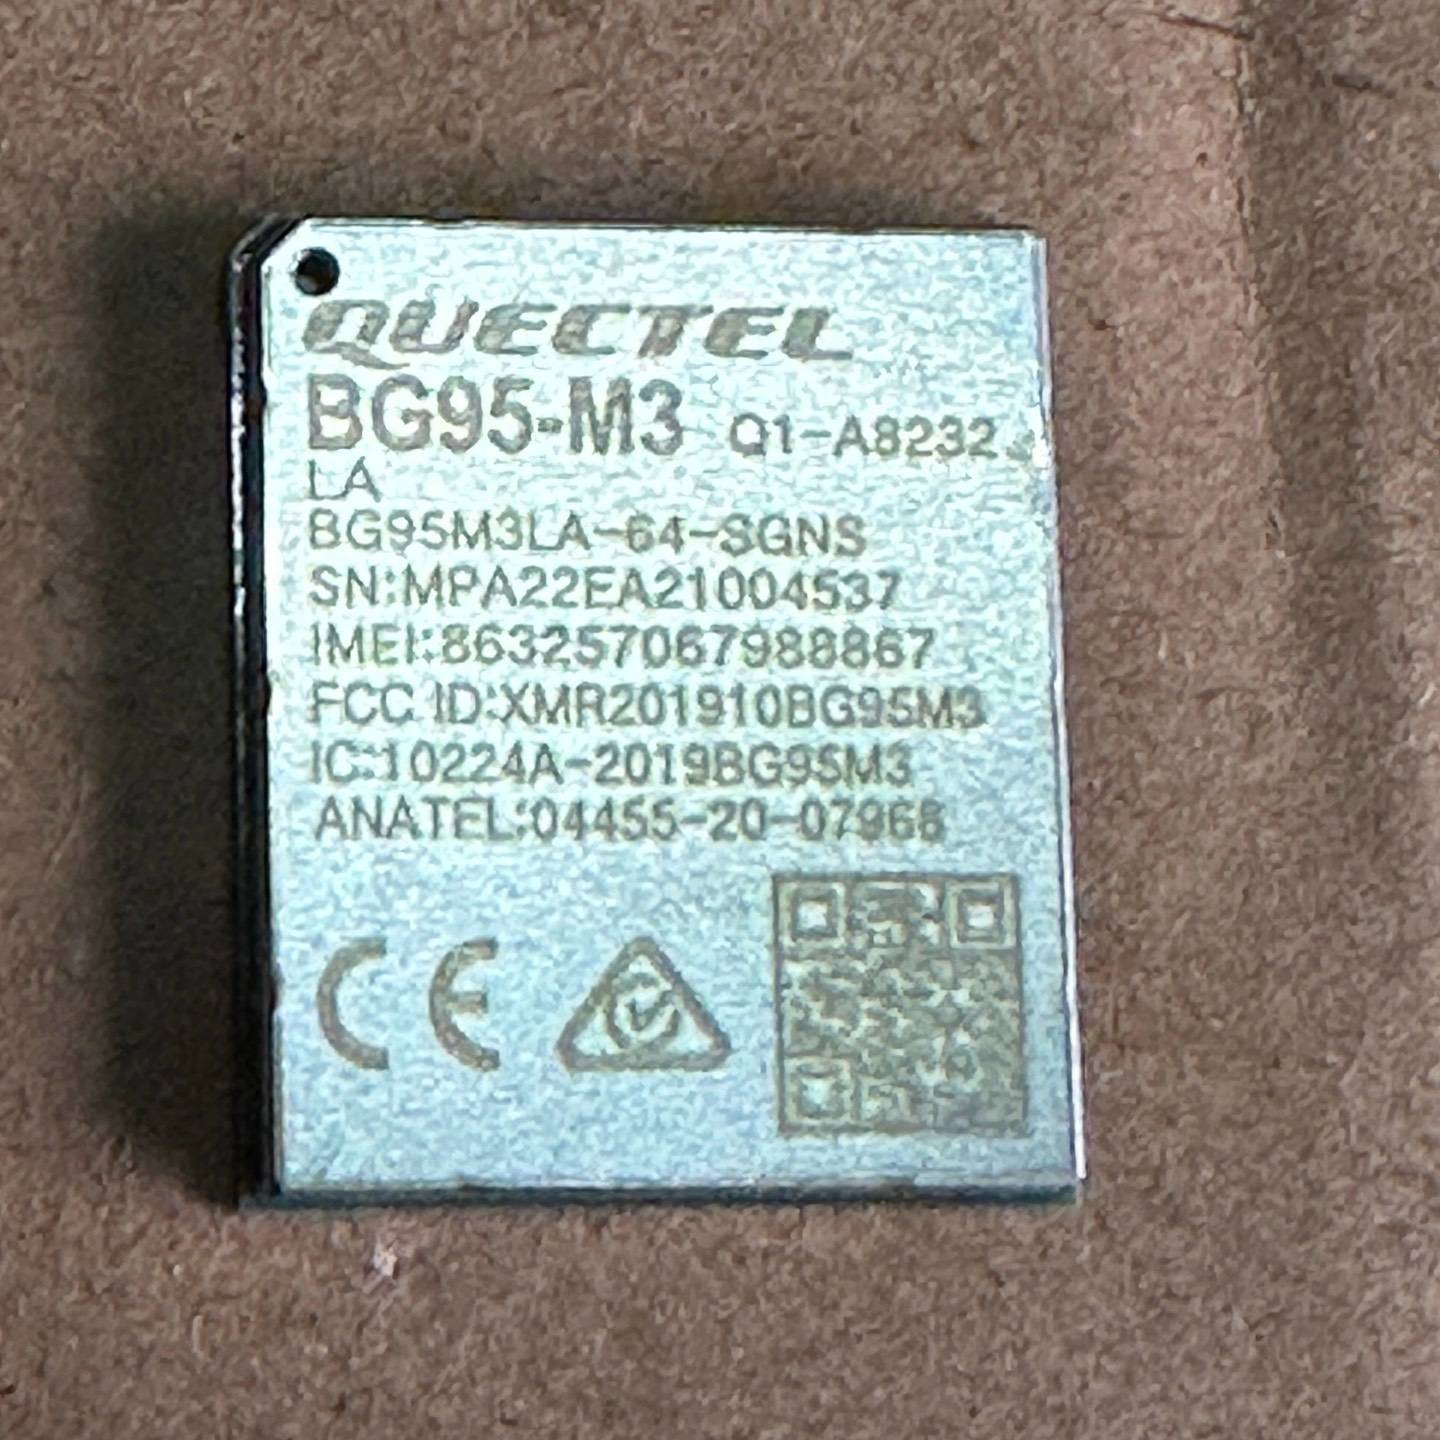 QUECTEL
BG95-M3 Q1-A8232
LA
BG95M3LA-64-SGNS
SN:MPA22EA21004537
IMEI:863257067988867
FCC ID:XMR201910BG95M3
IC:10224A-2019BG95M3
ANATEL:04455-20-07968
CE